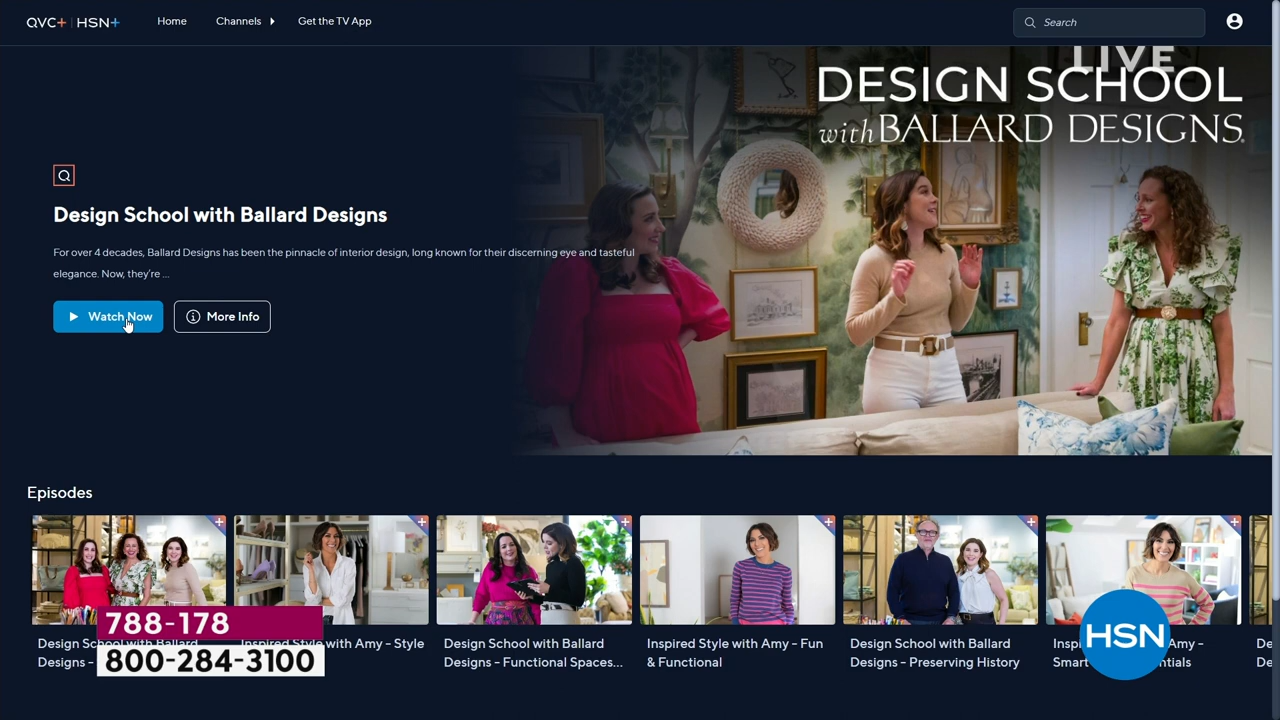 QVC+ | HSN+
Home
Channels
Get the TV App
Search
LIVE
DESIGN SCHOOL
with BALLARD DESIGNS®
Design School with Ballard Designs
For over 4 decades, Ballard Designs has been the pinnacle of interior design, long known for their discerning eye and tasteful
elegance. Now, they're ...
Watch Now
More Info
Episodes
Design School with Ballard
Designs –
Inspired Style with Amy – Style
Design School with Ballard
Designs – Functional Spaces...
Inspired Style with Amy – Fun
& Functional
Design School with Ballard
Designs – Preserving History
Amy –
Smart
De
De
788-178
800-284-3100
HSN